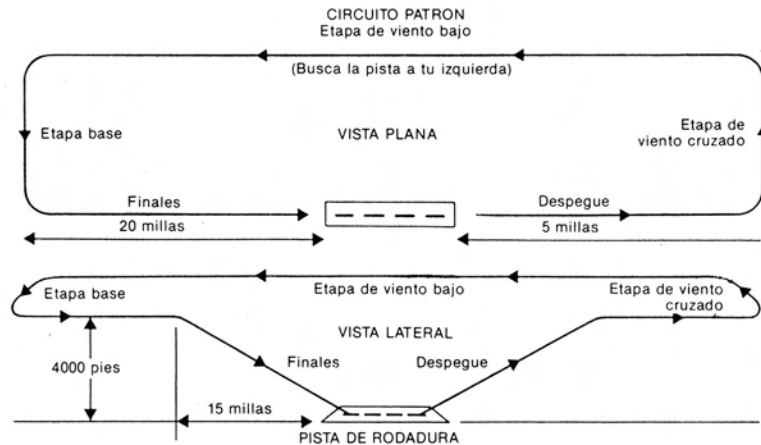 CIRCUITO PATRON
Etapa de viento bajo
(Busca la pista a tu izquierda)
Etapa base
VISTA PLANA
Etapa de
viento cruzado
Finales
Despegue
20 millas
5 millas
Etapa base
Etapa de viento bajo
Etapa de viento
cruzado
VISTA LATERAL
4000 pies
Finales
Despegue
15 millas
PISTA DE RODADURA